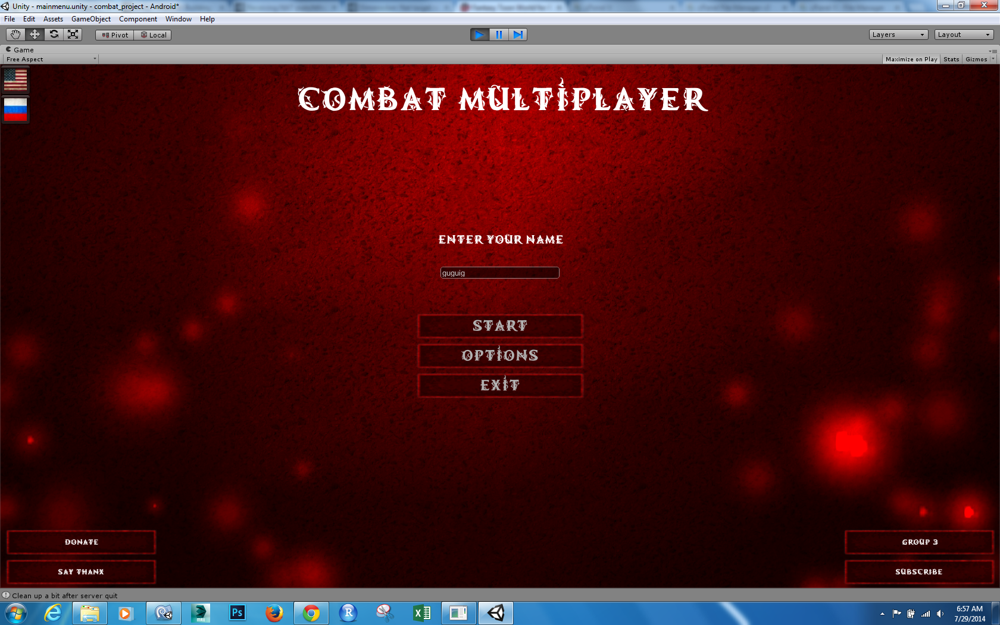 Unity - mainmenu.unity - combat_project - Android*
File Edit Assets GameObject Component Window Help
Pivot Local Layers Layout
Game
Free Aspect Maximize on Play Stats Gizmos
COMBAT MULTIPLAYER
ENTER YOUR NAME
guguig
START
OPTIONS
EXIT
DONATE GROUP 3
SAY THANX SUBSCRIBE
Clean up a bit after server quit
MAX Ps R X
6:57 AM
7/29/2014